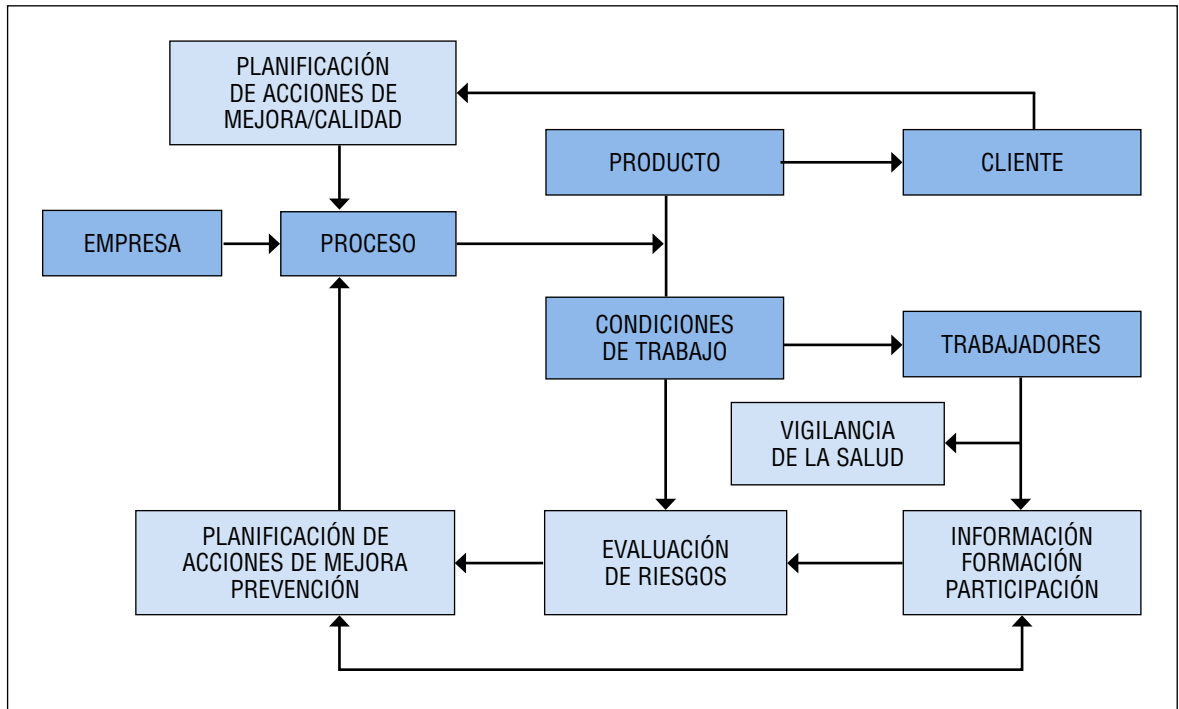 PLANIFICACIÓN
DE ACCIONES DE
MEJORA/CALIDAD
PRODUCTO
CLIENTE
EMPRESA
PROCESO
CONDICIONES
DE TRABAJO
TRABAJADORES
VIGILANCIA
DE LA SALUD
PLANIFICACIÓN DE
ACCIONES DE MEJORA
PREVENCIÓN
EVALUACIÓN
DE RIESGOS
INFORMACIÓN
FORMACIÓN
PARTICIPACIÓN